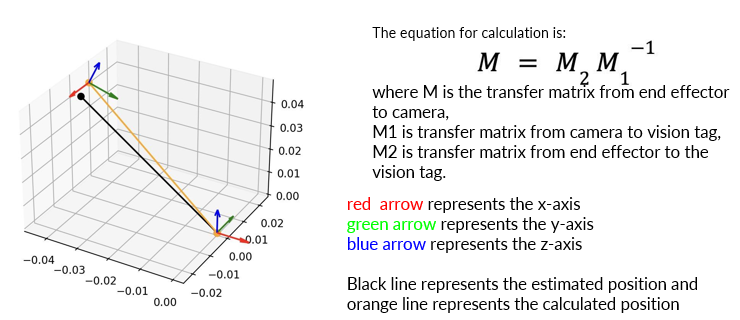 The equation for calculation is:
M = M₂ M₁⁻¹
where M is the transfer matrix from end effector
to camera,
M1 is transfer matrix from camera to vision tag,
M2 is transfer matrix from end effector to the
vision tag.
red arrow represents the x-axis
green arrow represents the y-axis
blue arrow represents the z-axis
Black line represents the estimated position and
orange line represents the calculated position
0.04
0.03
0.02
0.01
0.00
0.02
0.01
0.00
−0.01
−0.02
−0.04
−0.03
−0.02
−0.01
0.00